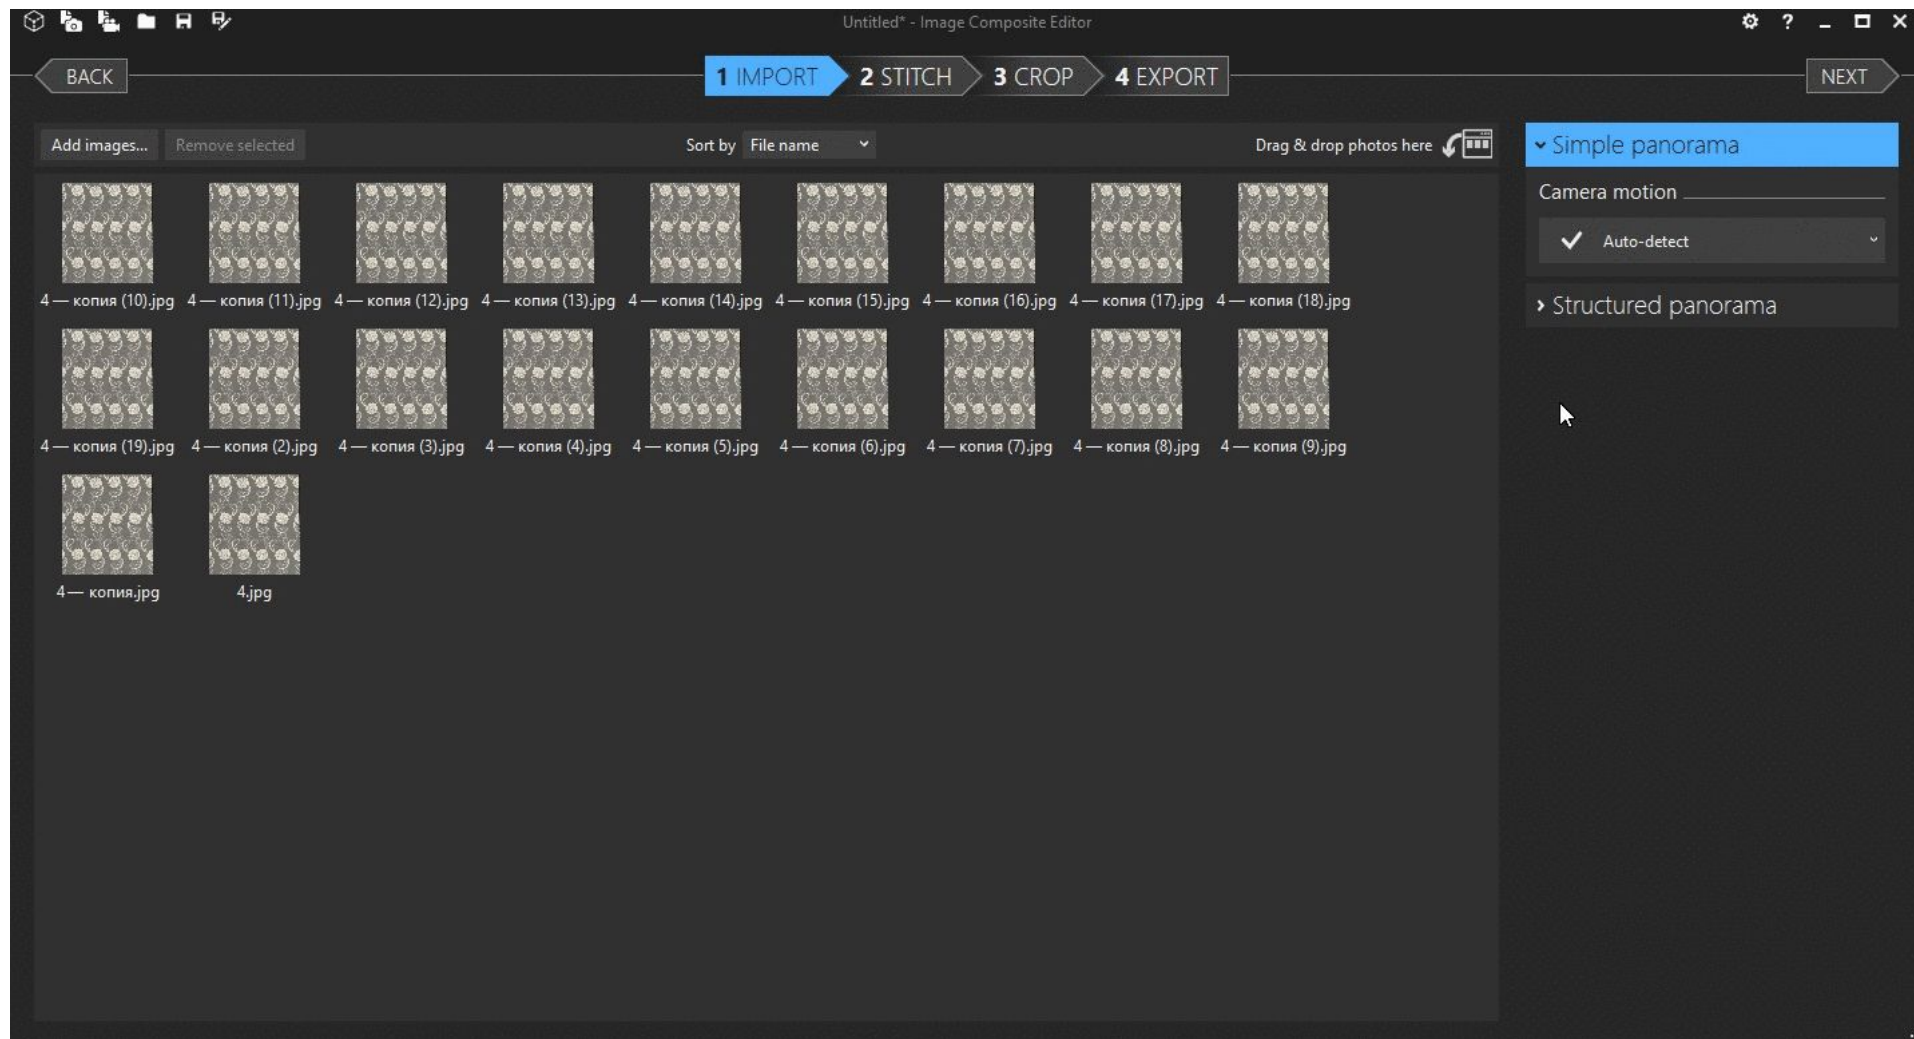 Untitled* - Image Composite Editor
BACK
1 IMPORT
2 STITCH
3 CROP
4 EXPORT
NEXT
Add images...
Remove selected
Sort by
File name
Drag & drop photos here
4 — копия (10).jpg
4 — копия (11).jpg
4 — копия (12).jpg
4 — копия (13).jpg
4 — копия (14).jpg
4 — копия (15).jpg
4 — копия (16).jpg
4 — копия (17).jpg
4 — копия (18).jpg
4 — копия (19).jpg
4 — копия (2).jpg
4 — копия (3).jpg
4 — копия (4).jpg
4 — копия (5).jpg
4 — копия (6).jpg
4 — копия (7).jpg
4 — копия (8).jpg
4 — копия (9).jpg
4 — копия.jpg
4.jpg
Simple panorama
Camera motion
Auto-detect
Structured panorama